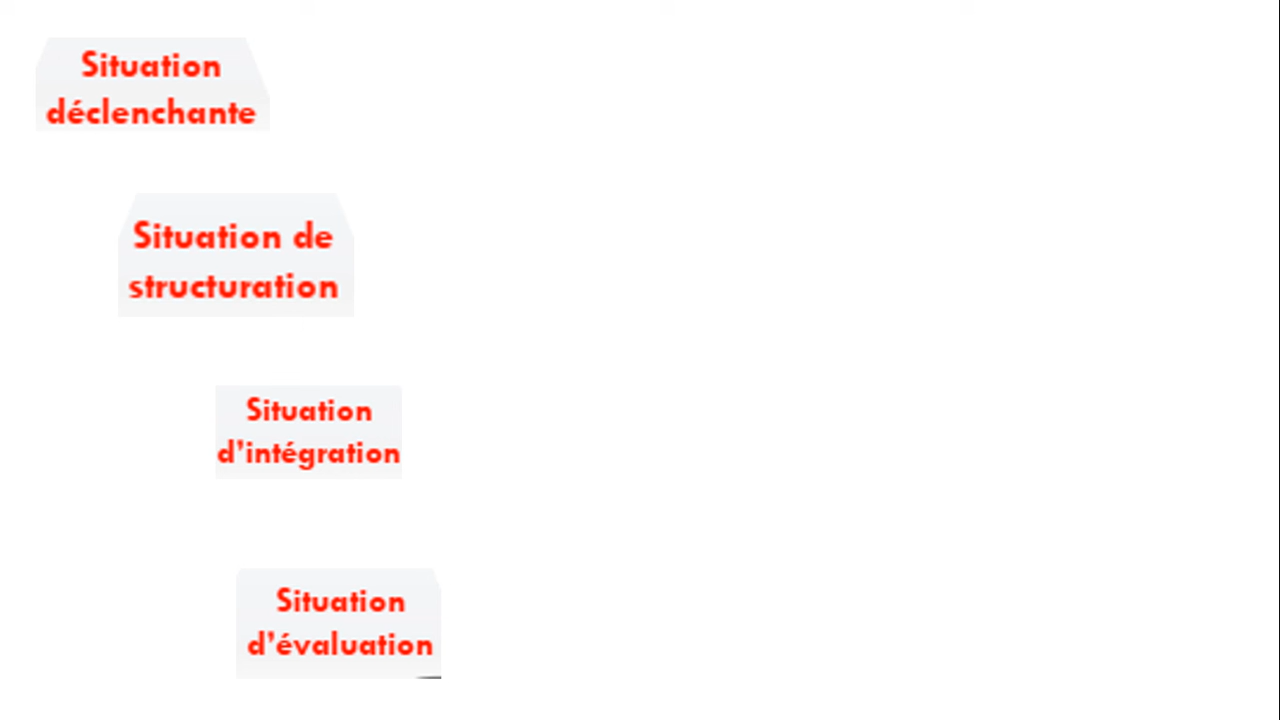 Situation
déclenchante
Situation de
structuration
Situation
d’intégration
Situation
d’évaluation